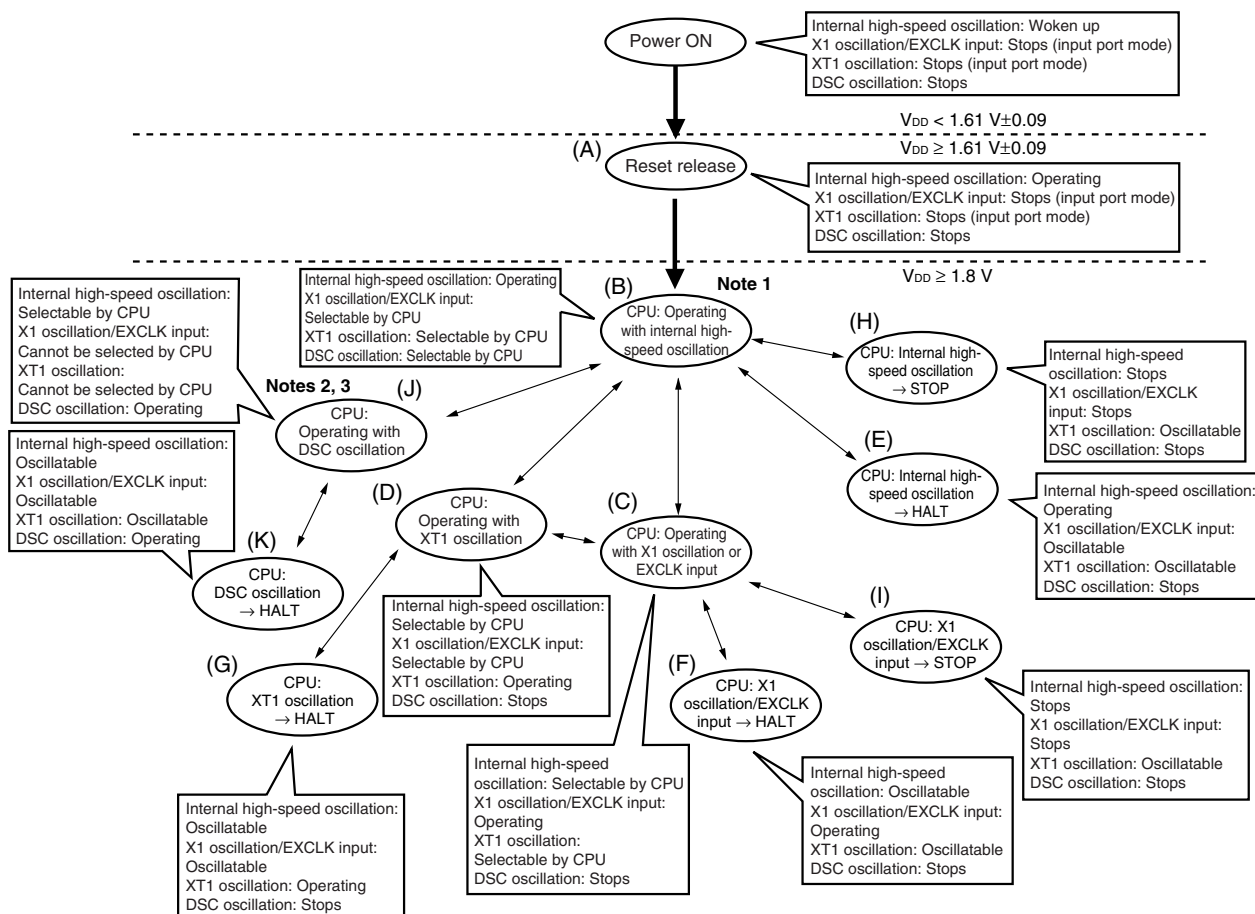 Power ON
Internal high-speed oscillation: Woken up
X1 oscillation/EXCLK input: Stops (input port mode)
XT1 oscillation: Stops (input port mode)
DSC oscillation: Stops
VDD < 1.61 V±0.09
VDD ≥ 1.61 V±0.09
(A)
Reset release
Internal high-speed oscillation: Operating
X1 oscillation/EXCLK input: Stops (input port mode)
XT1 oscillation: Stops (input port mode)
DSC oscillation: Stops
VDD ≥ 1.8 V
Internal high-speed oscillation: Operating
X1 oscillation/EXCLK input:
Selectable by CPU
XT1 oscillation: Selectable by CPU
DSC oscillation: Selectable by CPU
(B)
Note 1
CPU: Operating
with internal high-
speed oscillation
Internal high-speed oscillation:
Selectable by CPU
X1 oscillation/EXCLK input:
Cannot be selected by CPU
XT1 oscillation:
Cannot be selected by CPU
DSC oscillation: Operating
Notes 2, 3
(J)
CPU:
Operating with
DSC oscillation
(H)
CPU: Internal high-
speed oscillation
→ STOP
Internal high-speed
oscillation: Stops
X1 oscillation/EXCLK
input: Stops
XT1 oscillation: Oscillatable
DSC oscillation: Stops
(E)
CPU: Internal high-
speed oscillation
→ HALT
Internal high-speed oscillation:
Operating
X1 oscillation/EXCLK input:
Oscillatable
XT1 oscillation: Oscillatable
DSC oscillation: Stops
Internal high-speed oscillation:
Oscillatable
X1 oscillation/EXCLK input:
Oscillatable
XT1 oscillation: Oscillatable
DSC oscillation: Operating
(K)
CPU:
DSC oscillation
→ HALT
(D)
CPU:
Operating with
XT1 oscillation
(C)
CPU: Operating
with X1 oscillation or
EXCLK input
Internal high-speed oscillation:
Selectable by CPU
X1 oscillation/EXCLK input:
Selectable by CPU
XT1 oscillation: Operating
DSC oscillation: Stops
(I)
CPU: X1
oscillation/EXCLK
input → STOP
(G)
CPU:
XT1 oscillation
→ HALT
(F)
CPU: X1
oscillation/EXCLK
input → HALT
Internal high-speed oscillation:
Stops
X1 oscillation/EXCLK input:
Stops
XT1 oscillation: Oscillatable
DSC oscillation: Stops
Internal high-speed oscillation:
Oscillatable
X1 oscillation/EXCLK input:
Oscillatable
XT1 oscillation: Operating
DSC oscillation: Stops
Internal high-speed
oscillation: Selectable by CPU
X1 oscillation/EXCLK input:
Operating
XT1 oscillation:
Selectable by CPU
DSC oscillation: Stops
Internal high-speed
oscillation: Oscillatable
X1 oscillation/EXCLK input:
Operating
XT1 oscillation: Oscillatable
DSC oscillation: Stops